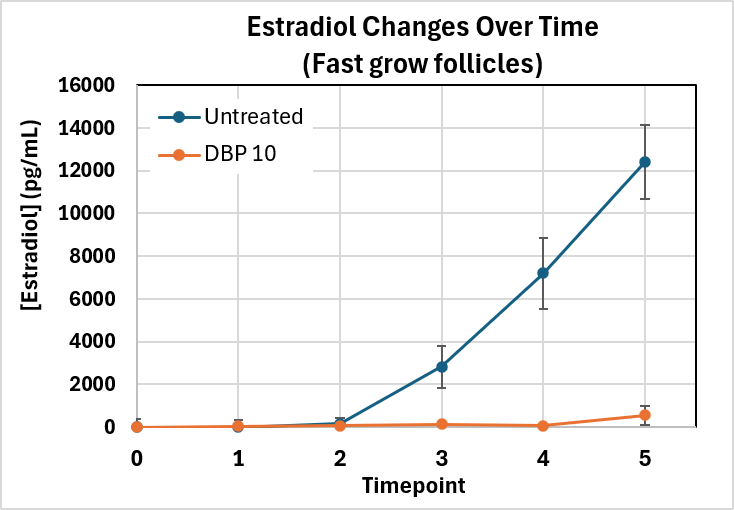 Estradiol Changes Over Time
(Fast grow follicles)
[Estradiol] (pg/mL)
16000
14000
12000
10000
8000
6000
4000
2000
0
Untreated
DBP 10
0 1 2 3 4 5
Timepoint